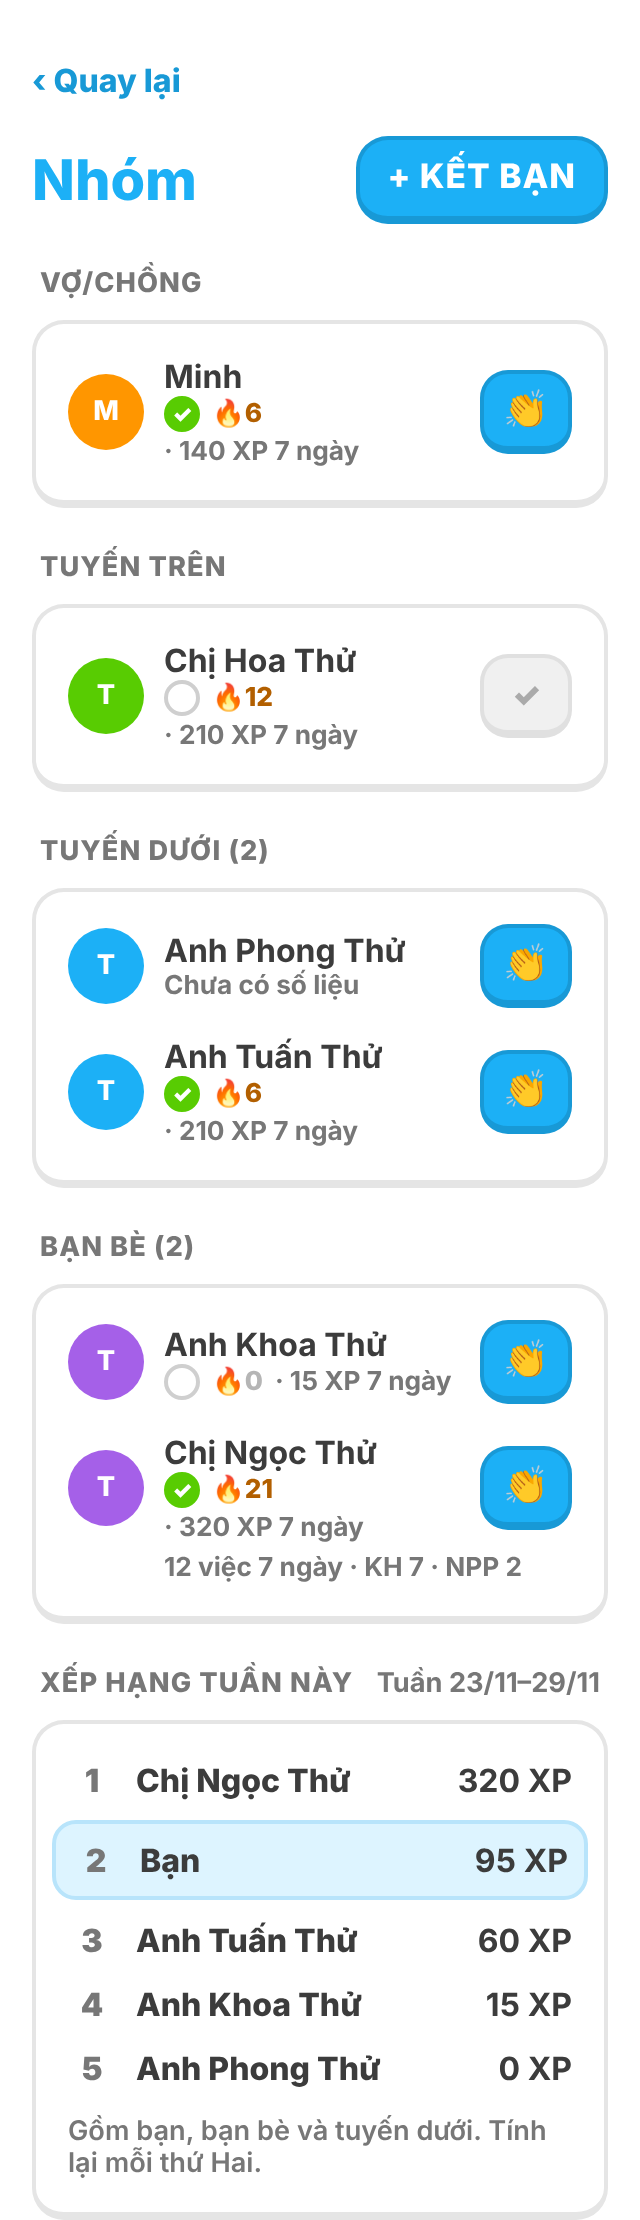 ‹ Quay lại
Nhóm
+ KẾT BẠN
VỢ/CHỒNG
M
Minh
🔥6
· 140 XP 7 ngày
👏
TUYẾN TRÊN
T
Chị Hoa Thử
🔥12
· 210 XP 7 ngày
✓
TUYẾN DƯỚI (2)
T
Anh Phong Thử
Chưa có số liệu
👏
T
Anh Tuấn Thử
🔥6
· 210 XP 7 ngày
👏
BẠN BÈ (2)
T
Anh Khoa Thử
🔥0 · 15 XP 7 ngày
👏
T
Chị Ngọc Thử
🔥21
· 320 XP 7 ngày
12 việc 7 ngày · KH 7 · NPP 2
👏
XẾP HẠNG TUẦN NÀY Tuần 23/11–29/11
1 Chị Ngọc Thử 320 XP
2 Bạn 95 XP
3 Anh Tuấn Thử 60 XP
4 Anh Khoa Thử 15 XP
5 Anh Phong Thử 0 XP
Gồm bạn, bạn bè và tuyến dưới. Tính
lại mỗi thứ Hai.